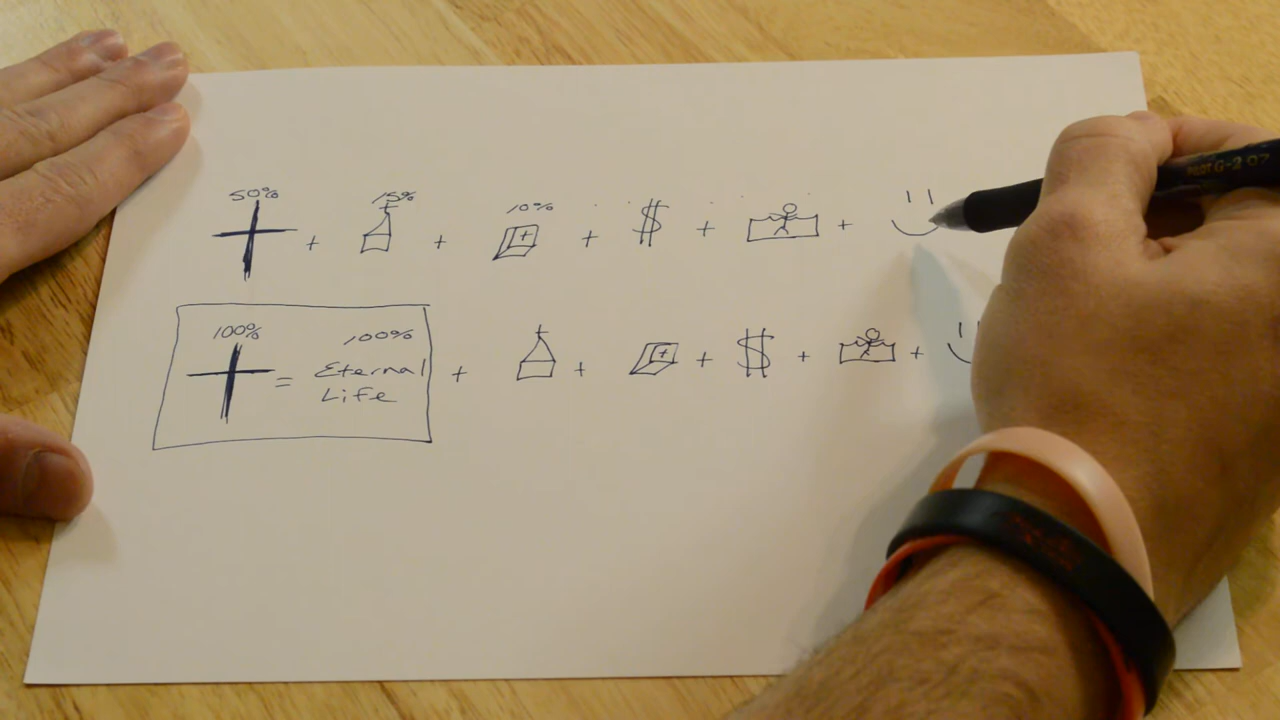 50% 15% 10%
+ + + $ + +
100% 100%
= Eternal + + + $ + +
Life
PILOT G-2 07